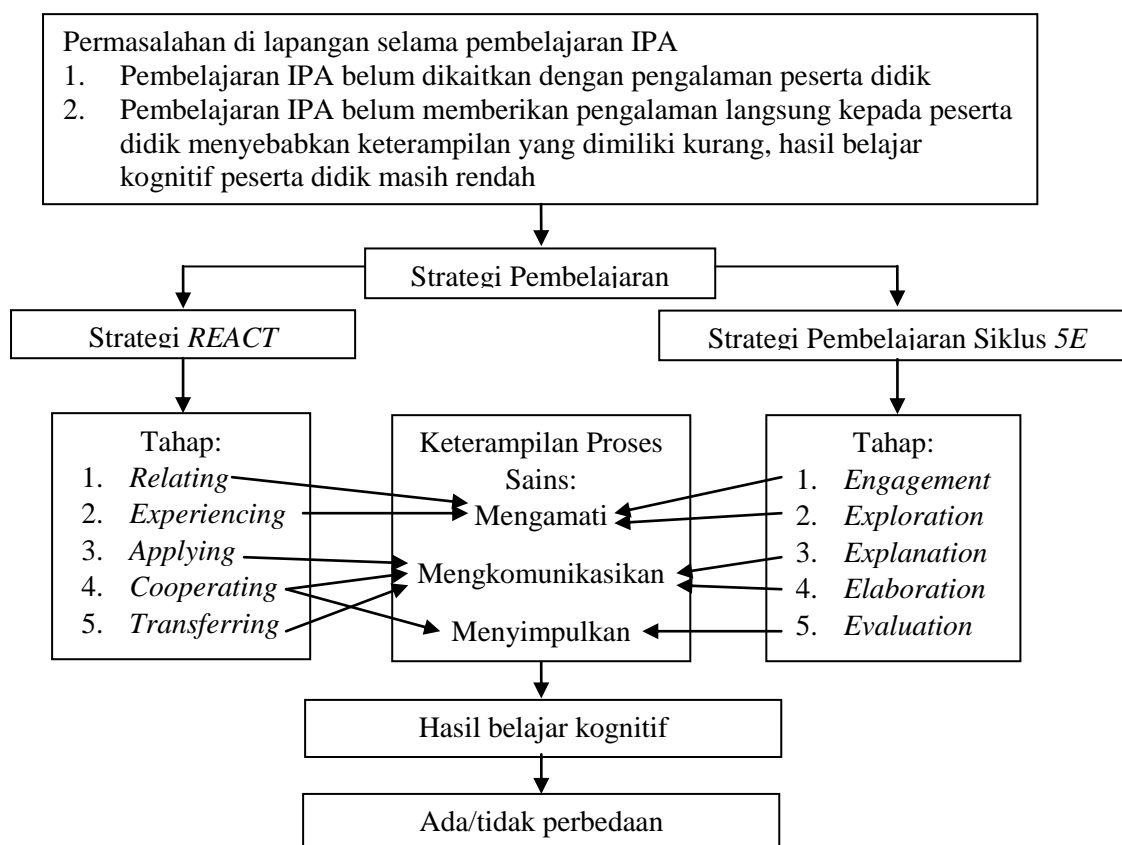 Permasalahan di lapangan selama pembelajaran IPA
1. Pembelajaran IPA belum dikaitkan dengan pengalaman peserta didik
2. Pembelajaran IPA belum memberikan pengalaman langsung kepada peserta
didik menyebabkan keterampilan yang dimiliki kurang, hasil belajar
kognitif peserta didik masih rendah
Strategi Pembelajaran
Strategi REACT
Strategi Pembelajaran Siklus 5E
Tahap:
1. Relating
2. Experiencing
3. Applying
4. Cooperating
5. Transferring
Keterampilan Proses
Sains:
Mengamati
Mengkomunikasikan
Menyimpulkan
Tahap:
1. Engagement
2. Exploration
3. Explanation
4. Elaboration
5. Evaluation
Hasil belajar kognitif
Ada/tidak perbedaan